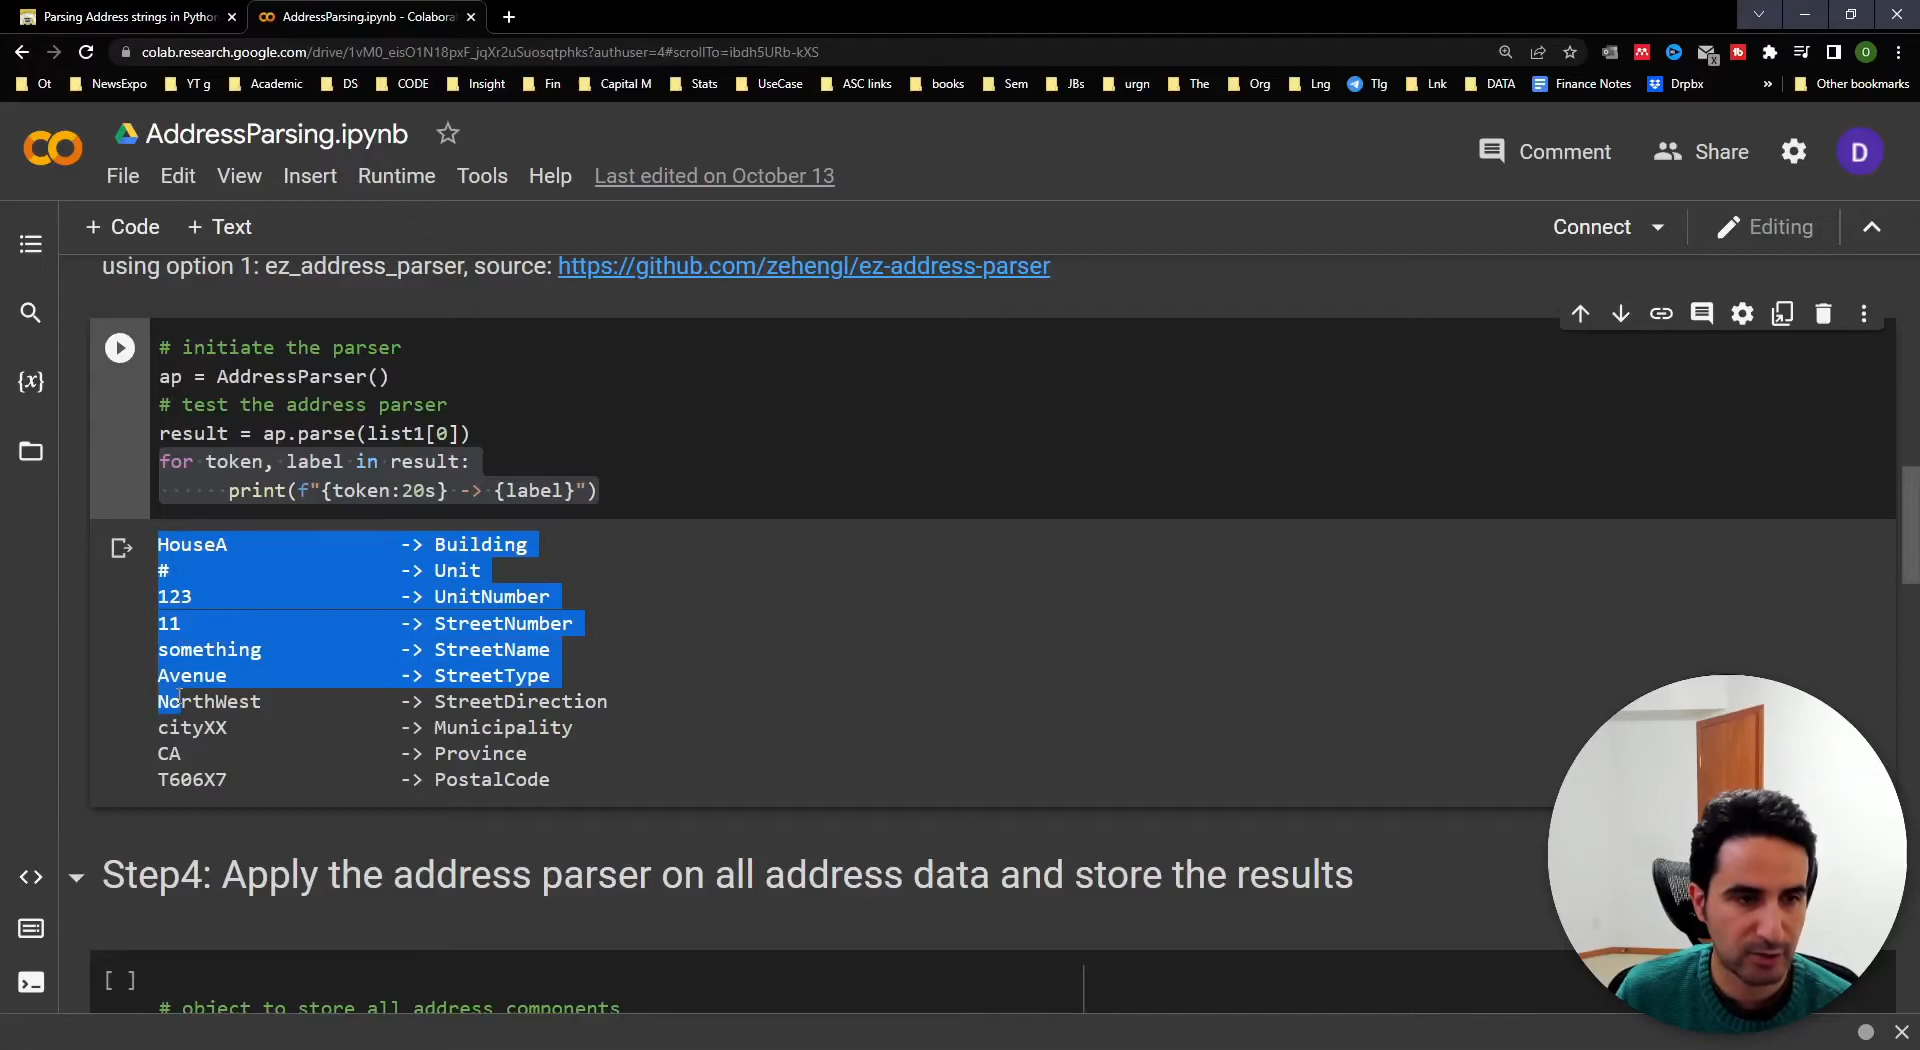 Parsing Address strings in Pytho
AddressParsing.ipynb - Colabora
colab.research.google.com/drive/1vM0_eisO1N18pxF_jqXr2uSuosqtphks?authuser=4#scrollTo=ibdh5URb-kXS
Ot NewsExpo YT g Academic DS CODE Insight Fin Capital M Stats UseCase ASC links books Sem JBs urgn The Org Lng Tlg Lnk DATA Finance Notes Drpbx » Other bookmarks
AddressParsing.ipynb
Comment Share D
File Edit View Insert Runtime Tools Help Last edited on October 13
+ Code + Text Connect Editing
using option 1: ez_address_parser, source: https://github.com/zehengl/ez-address-parser
# initiate the parser
ap = AddressParser()
# test the address parser
result = ap.parse(list1[0])
for token, label in result:
print(f"{token:20s} -> {label}")
HouseA -> Building
# -> Unit
123 -> UnitNumber
11 -> StreetNumber
something -> StreetName
Avenue -> StreetType
NorthWest -> StreetDirection
cityXX -> Municipality
CA -> Province
T606X7 -> PostalCode
Step4: Apply the address parser on all address data and store the results
[ ]
# object to store all address components